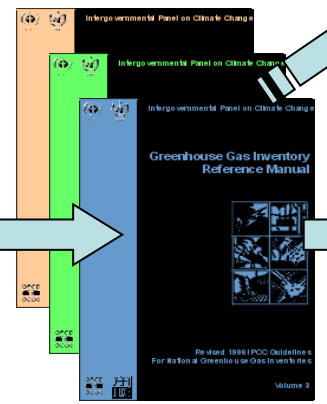 Intergovernmental Panel on Climate Change
Intergovernmental Panel on Climate Change
Intergovernmental Panel on Climate Change
Greenhouse Gas Inventory
Reference Manual
Revised 1996 IPCC Guidelines
For National Greenhouse Gas Inventories
Volume 3